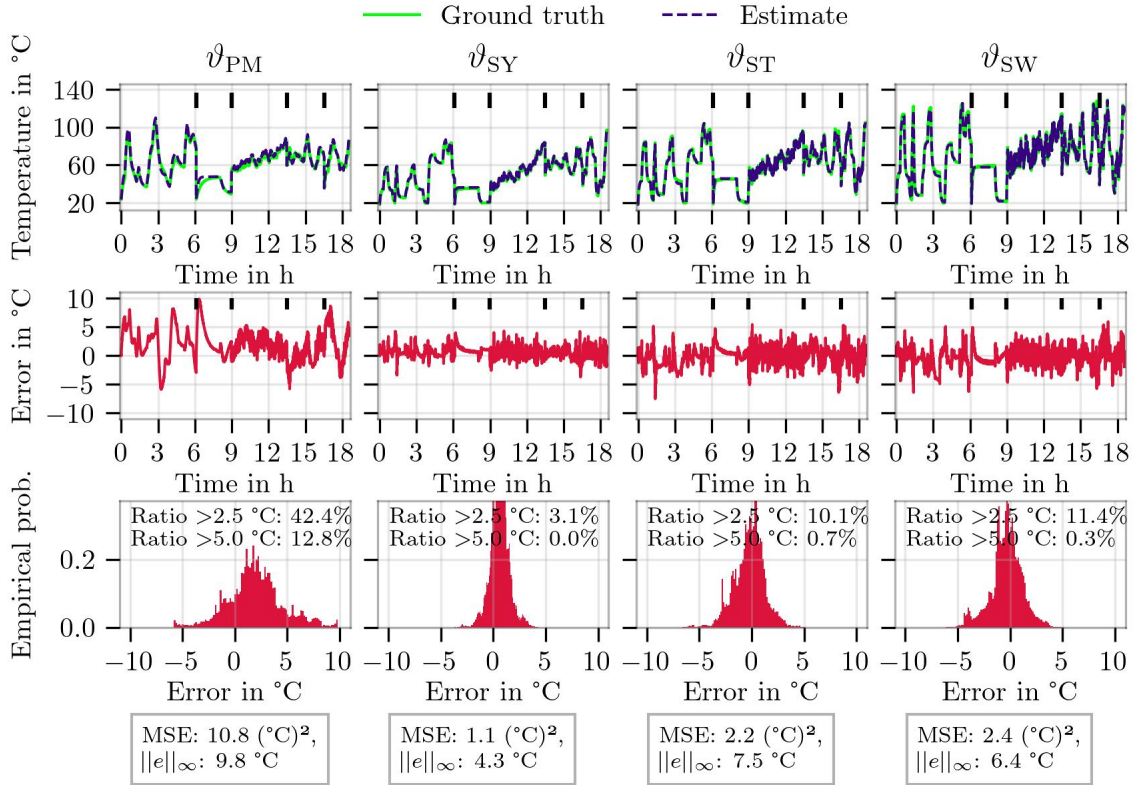 Ground truth
Estimate
ϑPM
ϑSY
ϑST
ϑSW
Temperature in °C
140
100
60
20
0 3 6 9 12 15 18
0 3 6 9 12 15 18
0 3 6 9 12 15 18
0 3 6 9 12 15 18
Time in h
Time in h
Time in h
Time in h
Error in °C
10
5
0
−5
−10
0 3 6 9 12 15 18
0 3 6 9 12 15 18
0 3 6 9 12 15 18
0 3 6 9 12 15 18
Time in h
Time in h
Time in h
Time in h
Empirical prob.
0.2
0.0
Ratio >2.5 °C: 42.4%
Ratio >5.0 °C: 12.8%
Ratio >2.5 °C: 3.1%
Ratio >5.0 °C: 0.0%
Ratio >2.5 °C: 10.1%
Ratio >5.0 °C: 0.7%
Ratio >2.5 °C: 11.4%
Ratio >5.0 °C: 0.3%
−10 −5 0 5 10
−10 −5 0 5 10
−10 −5 0 5 10
−10 −5 0 5 10
Error in °C
Error in °C
Error in °C
Error in °C
MSE: 10.8 (°C)²,
||e||∞: 9.8 °C
MSE: 1.1 (°C)²,
||e||∞: 4.3 °C
MSE: 2.2 (°C)²,
||e||∞: 7.5 °C
MSE: 2.4 (°C)²,
||e||∞: 6.4 °C